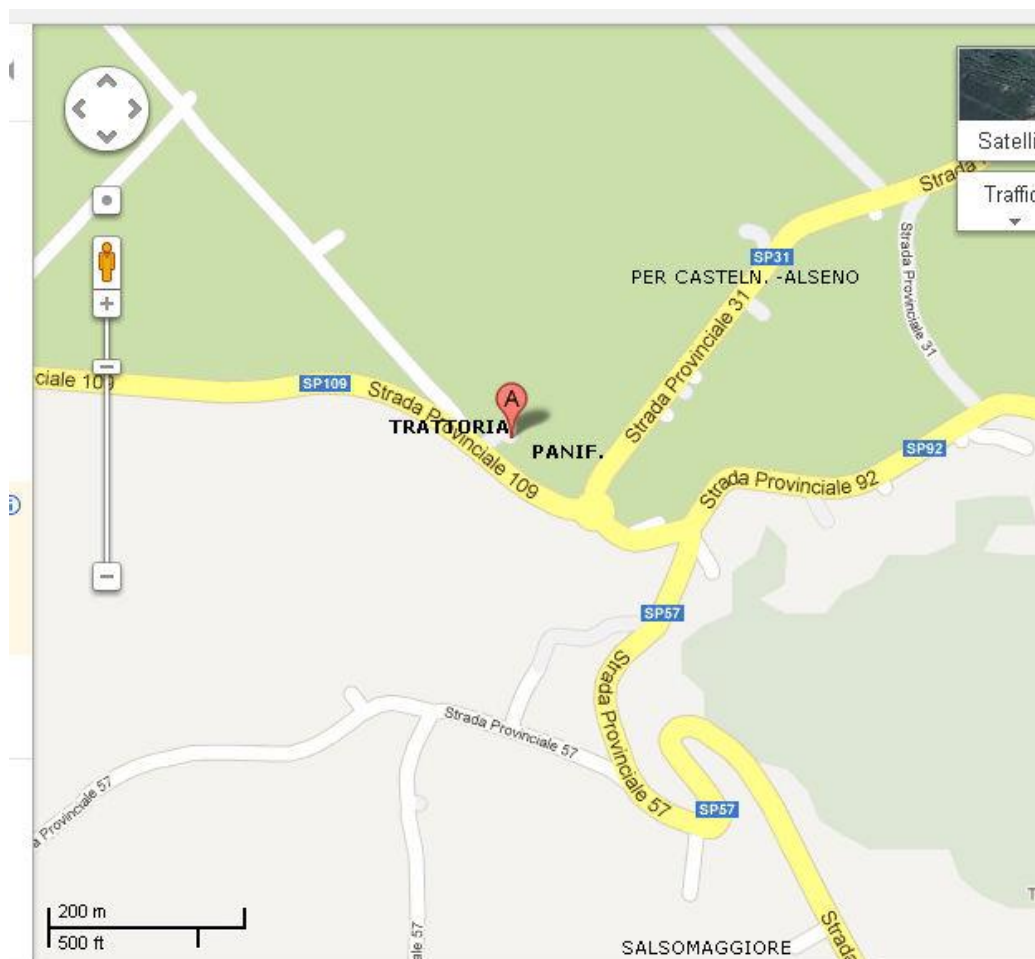 Satelli
Traffic
Strada
SP31
PER CASTELN. -ALSENO
Strada Provinciale 31
Strada Provinciale 31
ciale 109
SP109
Strada Provinciale 109
A
TRATTORIA
PANIF.
SP92
Strada Provinciale 92
SP57
Strada Provinciale 57
Strada Provinciale 57
SP57
a Provinciale 57
200 m
500 ft
ale 57
SALSOMAGGIORE
Strada
T